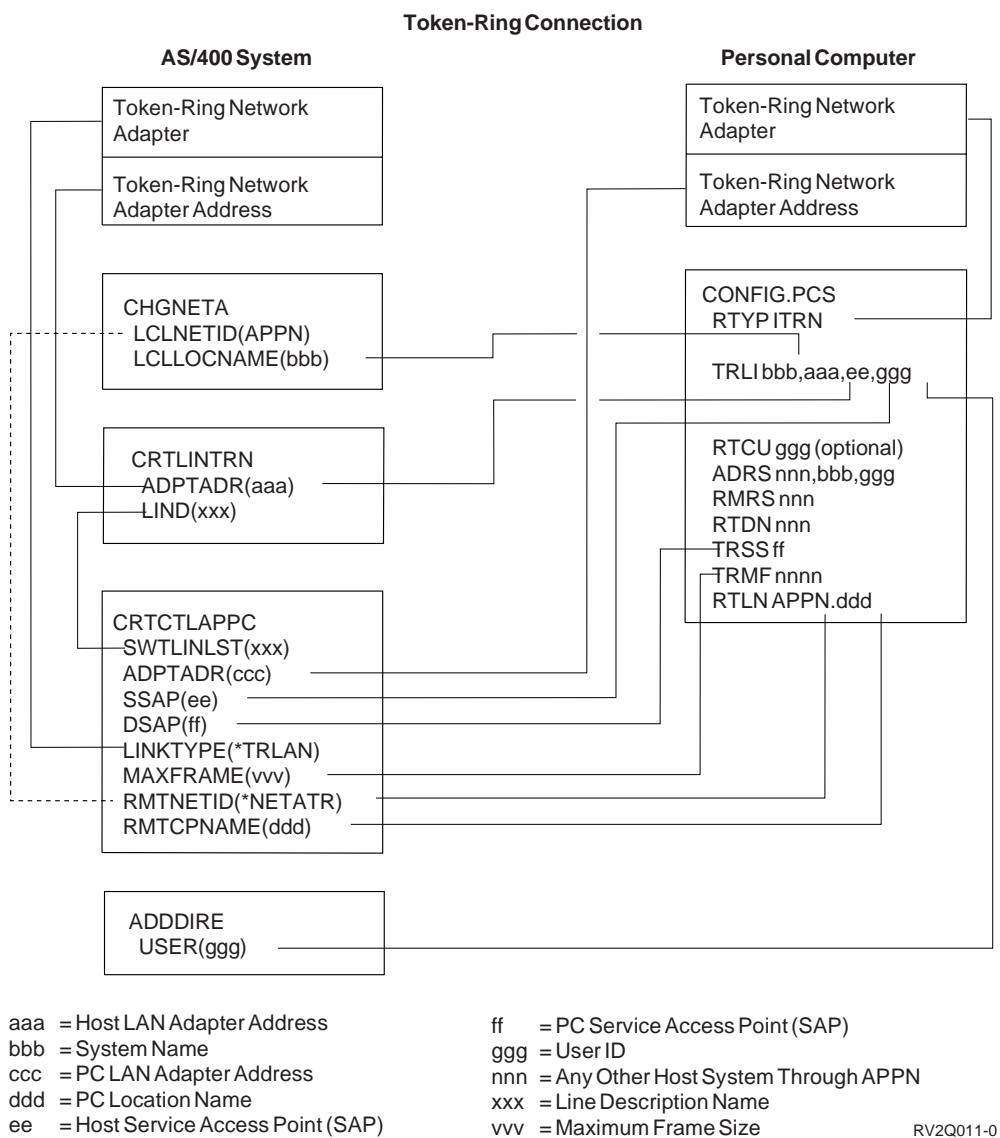 Token-Ring Connection
AS/400 System
Token-Ring Network
Adapter
Token-Ring Network
Adapter Address
CHGNETA
LCLNETID(APPN)
LCLLOCNAME(bbb)
CRTLINTRN
ADPTADR(aaa)
LIND(xxx)
CRTCTLAPPC
SWTLINLST(xxx)
ADPTADR(ccc)
SSAP(ee)
DSAP(ff)
LINKTYPE(*TRLAN)
MAXFRAME(vvv)
RMTNETID(*NETATR)
RMTCPNAME(ddd)
ADDDIRE
USER(ggg)
Personal Computer
Token-Ring Network
Adapter
Token-Ring Network
Adapter Address
CONFIG.PCS
RTYP ITRN
TRLI bbb,aaa,ee,ggg
RTCU ggg (optional)
ADRS nnn,bbb,ggg
RMRS nnn
RTDN nnn
TRSS ff
TRMF nnnn
RTLN APPN.ddd
aaa = Host LAN Adapter Address
bbb = System Name
ccc = PC LAN Adapter Address
ddd = PC Location Name
ee = Host Service Access Point (SAP)
ff = PC Service Access Point (SAP)
ggg = User ID
nnn = Any Other Host System Through APPN
xxx = Line Description Name
vvv = Maximum Frame Size
RV2Q011-0